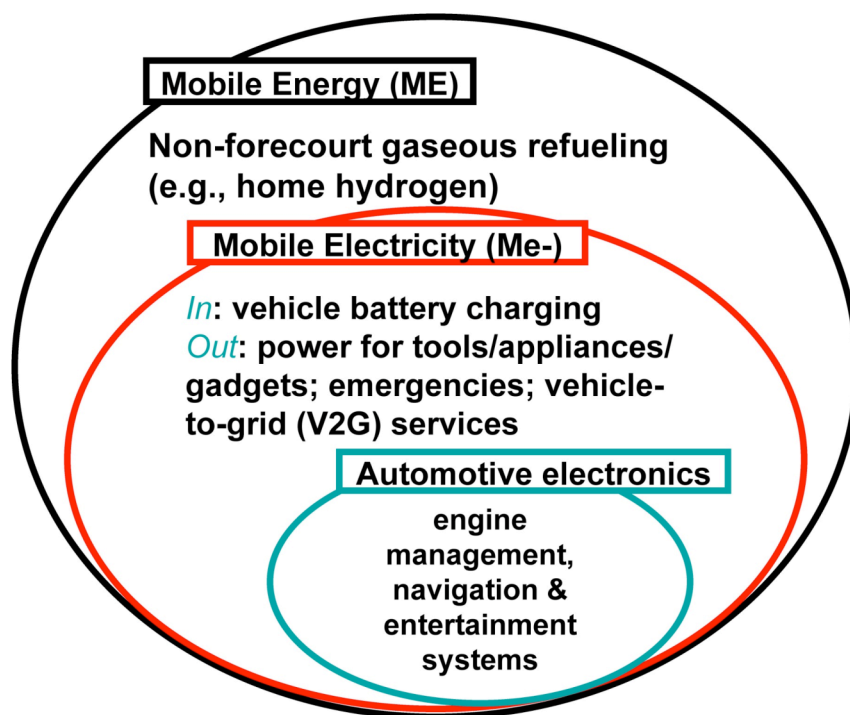 Mobile Energy (ME)
Non-forecourt gaseous refueling
(e.g., home hydrogen)
Mobile Electricity (Me-)
In: vehicle battery charging
Out: power for tools/appliances/
gadgets; emergencies; vehicle-
to-grid (V2G) services
Automotive electronics
engine
management,
navigation &
entertainment
systems